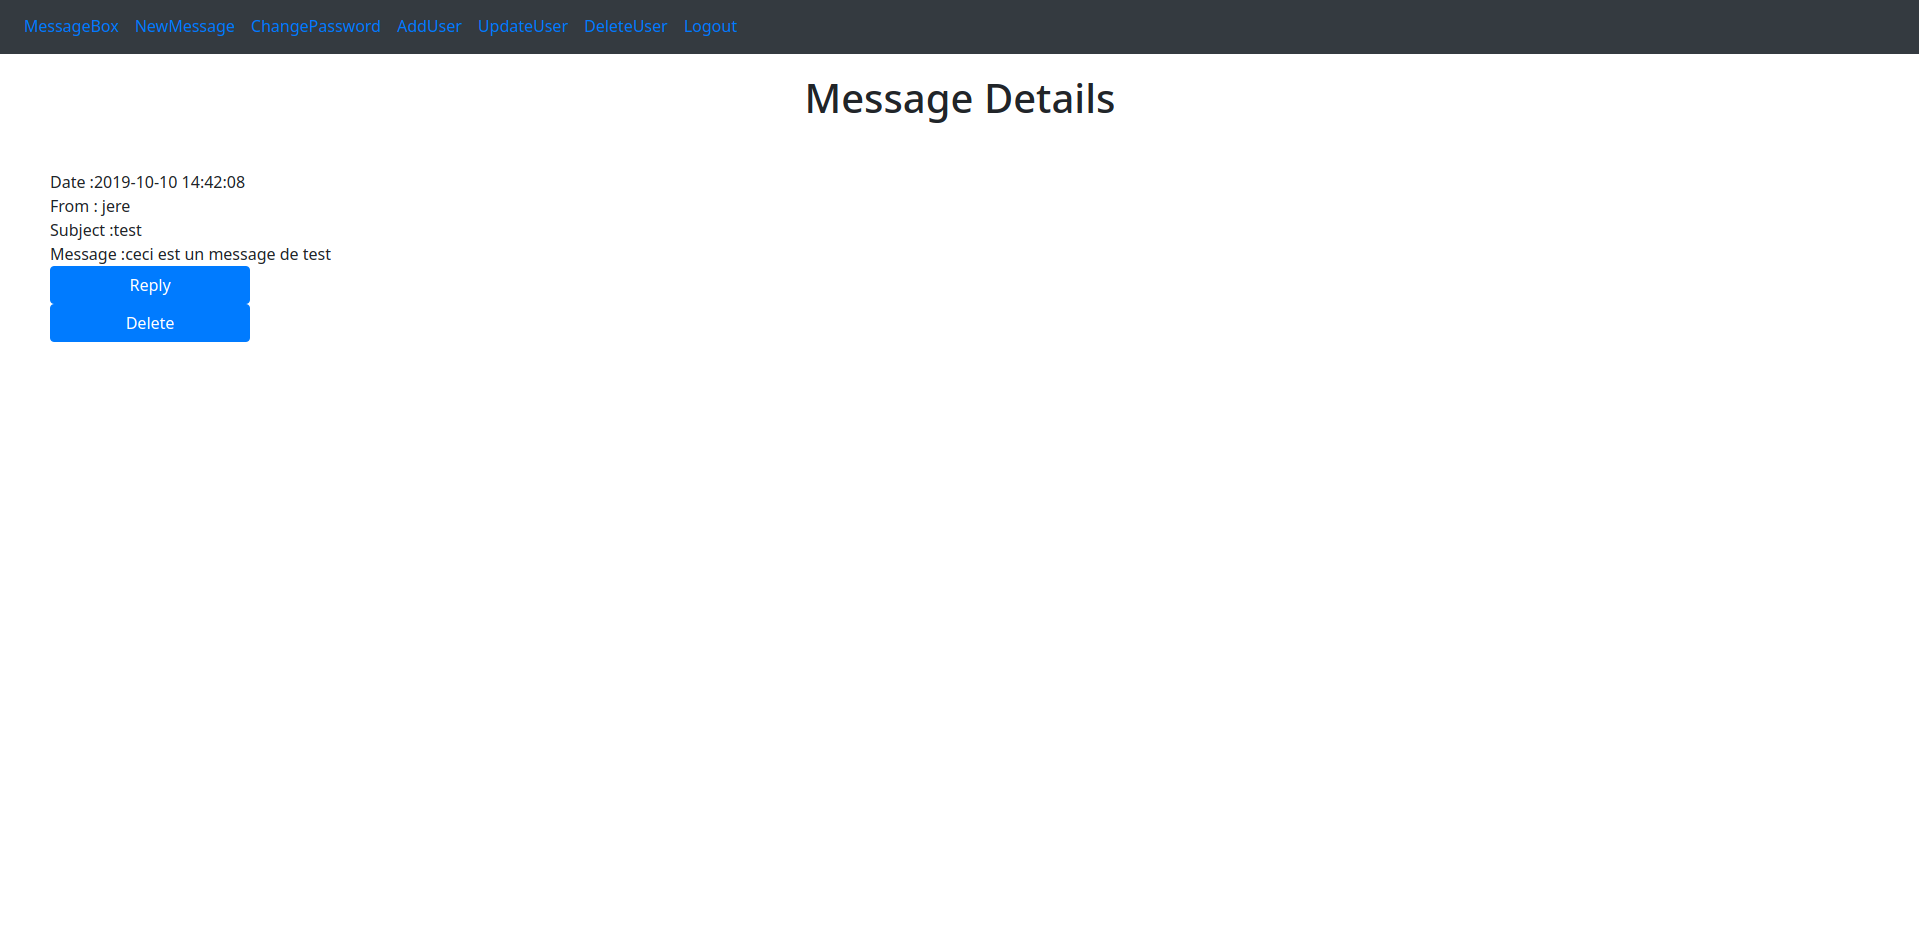 MessageBox NewMessage ChangePassword AddUser UpdateUser DeleteUser Logout
Message Details
Date :2019-10-10 14:42:08
From : jere
Subject :test
Message :ceci est un message de test
Reply
Delete